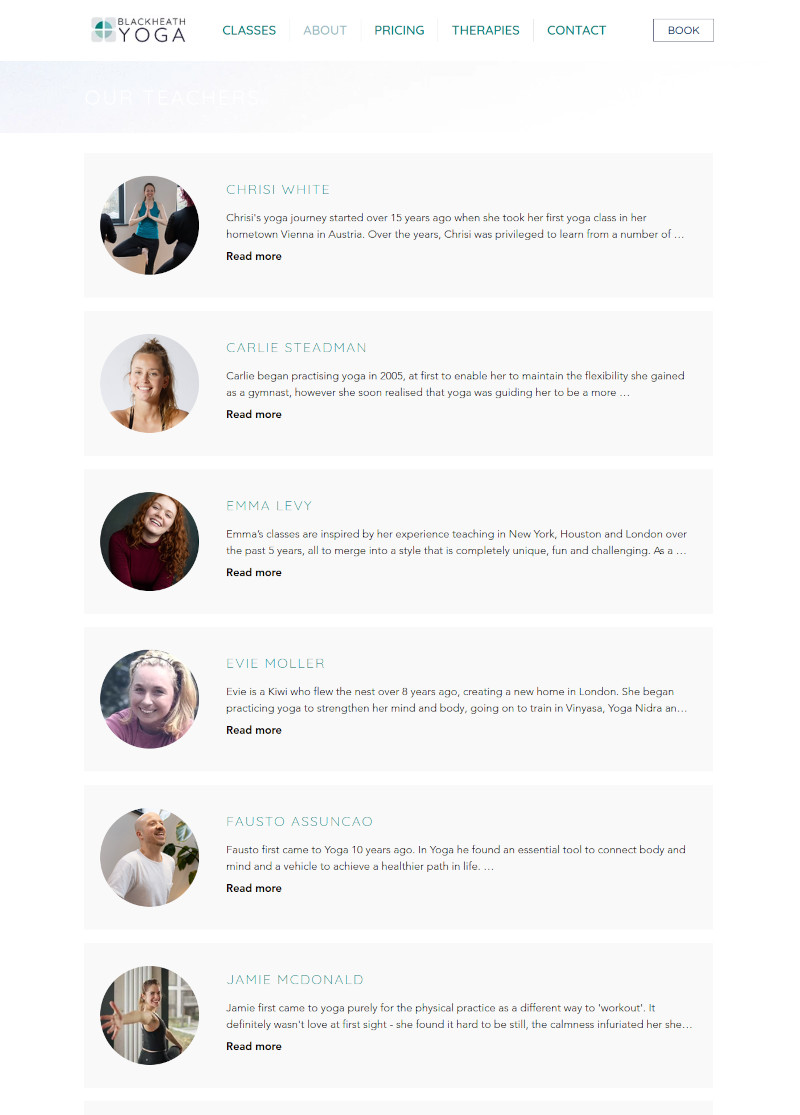 BLACKHEATH
YOGA
CLASSES
ABOUT
PRICING
THERAPIES
CONTACT
BOOK
OUR TEACHERS
CHRISI WHITE
Chrisi's yoga journey started over 15 years ago when she took her first yoga class in her
hometown Vienna in Austria. Over the years, Chrisi was privileged to learn from a number of …
Read more
CARLIE STEADMAN
Carlie began practising yoga in 2005, at first to enable her to maintain the flexibility she gained
as a gymnast, however she soon realised that yoga was guiding her to be a more …
Read more
EMMA LEVY
Emma’s classes are inspired by her experience teaching in New York, Houston and London over
the past 5 years, all to merge into a style that is completely unique, fun and challenging. As a …
Read more
EVIE MOLLER
Evie is a Kiwi who flew the nest over 8 years ago, creating a new home in London. She began
practicing yoga to strengthen her mind and body, going on to train in Vinyasa, Yoga Nidra an…
Read more
FAUSTO ASSUNCAO
Fausto first came to Yoga 10 years ago. In Yoga he found an essential tool to connect body and
mind and a vehicle to achieve a healthier path in life. …
Read more
JAMIE MCDONALD
Jamie first came to yoga purely for the physical practice as a different way to 'workout'. It
definitely wasn't love at first sight - she found it hard to be still, the calmness infuriated her she…
Read more